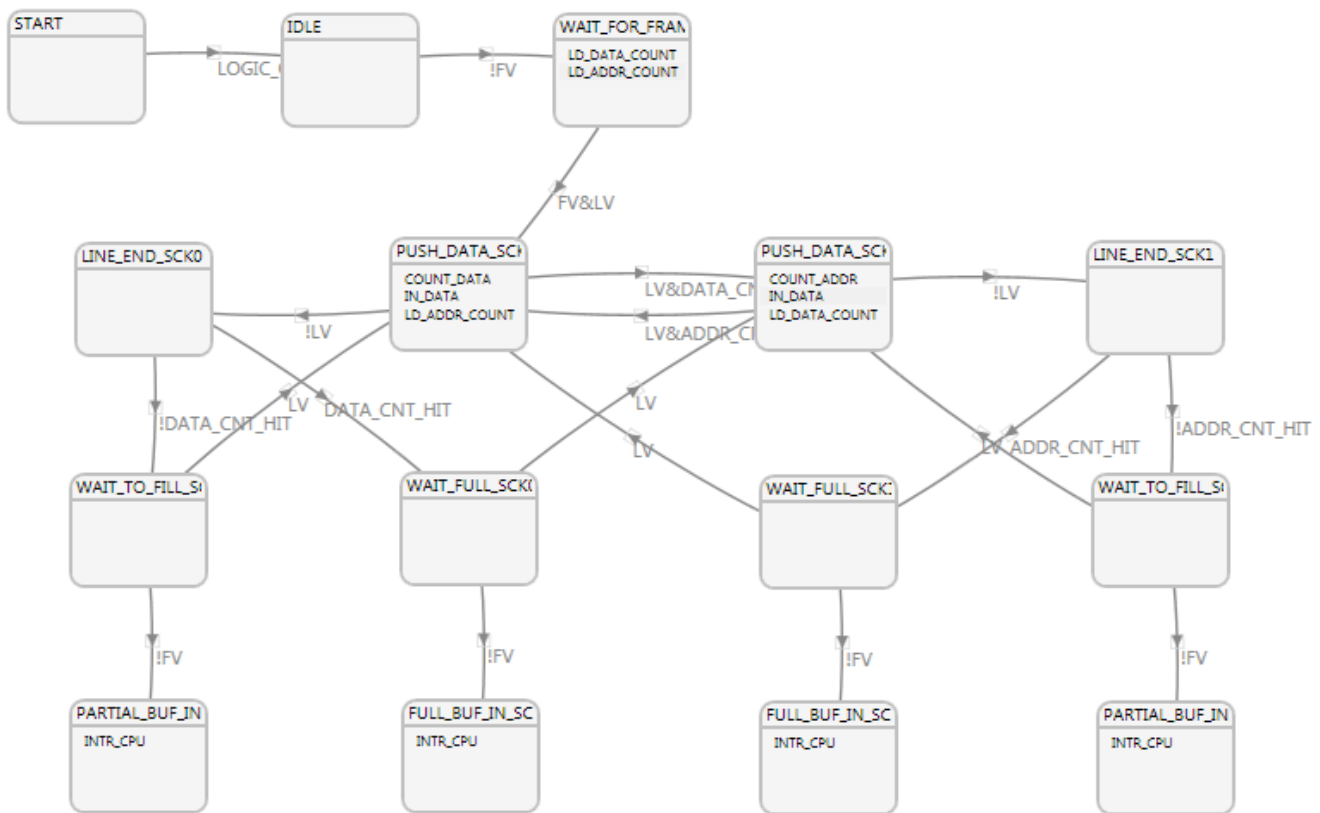 START
IDLE
WAIT_FOR_FRAM
LD_DATA_COUNT
LD_ADDR_COUNT
LOGIC_
!FV
FV&LV
LINE_END_SCK0
PUSH_DATA_SCK
COUNT_DATA
IN_DATA
LD_ADDR_COUNT
PUSH_DATA_SCK
COUNT_ADDR
IN_DATA
LD_DATA_COUNT
LINE_END_SCK1
LV&DATA_CN
LV&ADDR_C
!LV
!LV
!DATA_CNT_HIT
LV
DATA_CNT_HIT
LV
LV
LV
ADDR_CNT_HIT
!ADDR_CNT_HIT
WAIT_TO_FILL_S
WAIT_FULL_SCK0
WAIT_FULL_SCK1
WAIT_TO_FILL_S
!FV
!FV
!FV
!FV
PARTIAL_BUF_IN
INTR_CPU
FULL_BUF_IN_SC
INTR_CPU
FULL_BUF_IN_SC
INTR_CPU
PARTIAL_BUF_IN
INTR_CPU